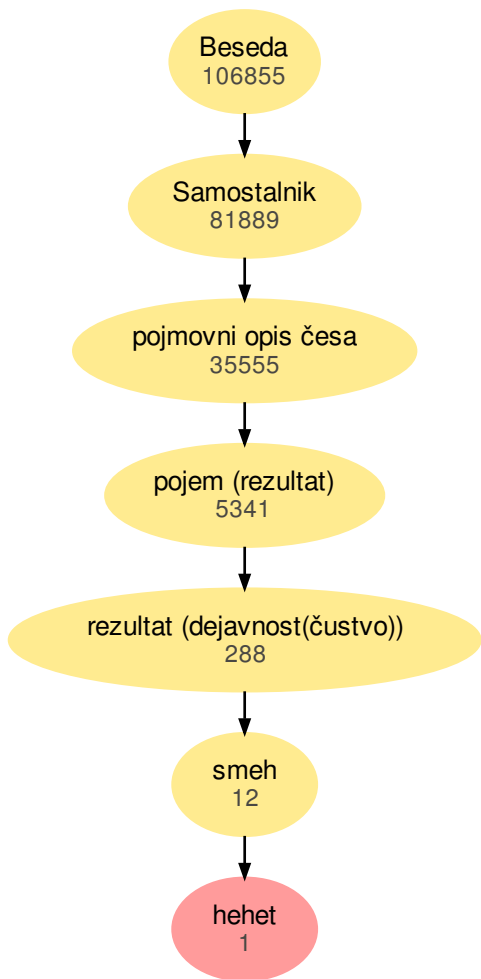 Beseda
106855
Samostalnik
81889
pojmovni opis česa
35555
pojem (rezultat)
5341
rezultat (dejavnost(čustvo))
288
smeh
12
hehet
1